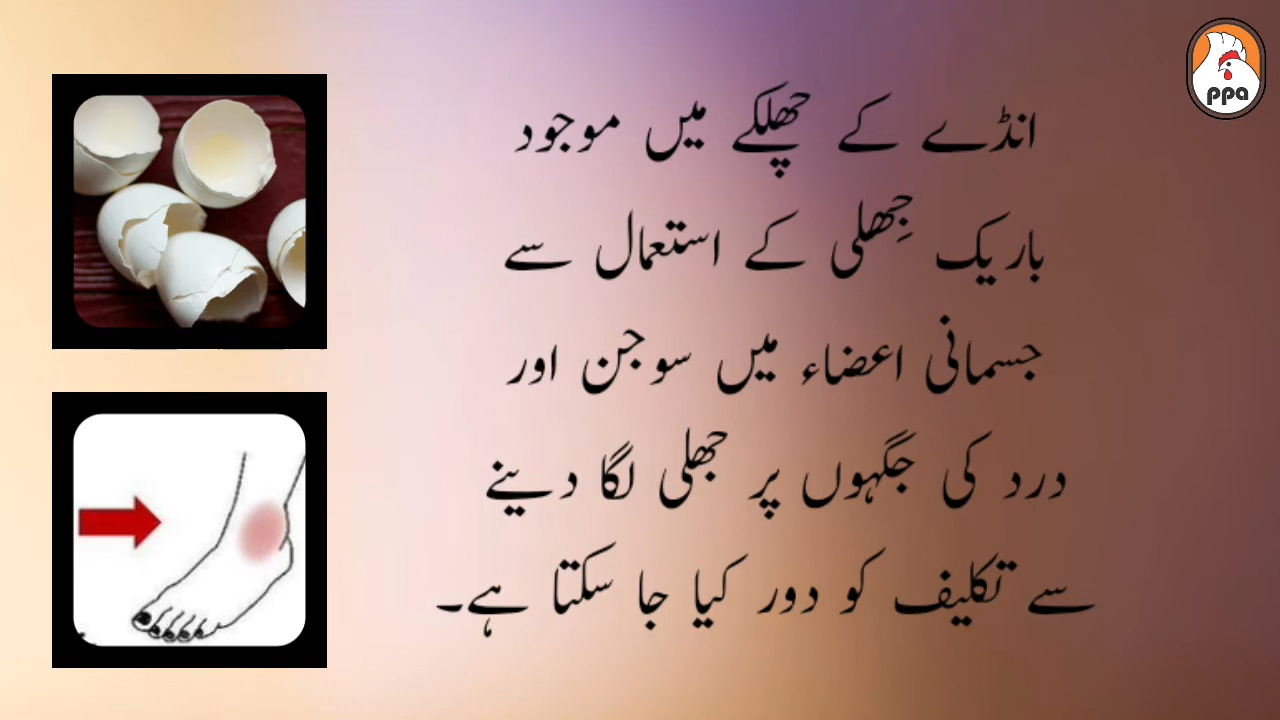 انڈے کے چھلکے میں موجود
باریک جِھلی کے استعمال سے
جسمانی اعضاء میں سوجن اور
درد کی جگہوں پر جھلی لگا دینے
سے تکلیف کو دور کیا جا سکتا ہے۔
ppa